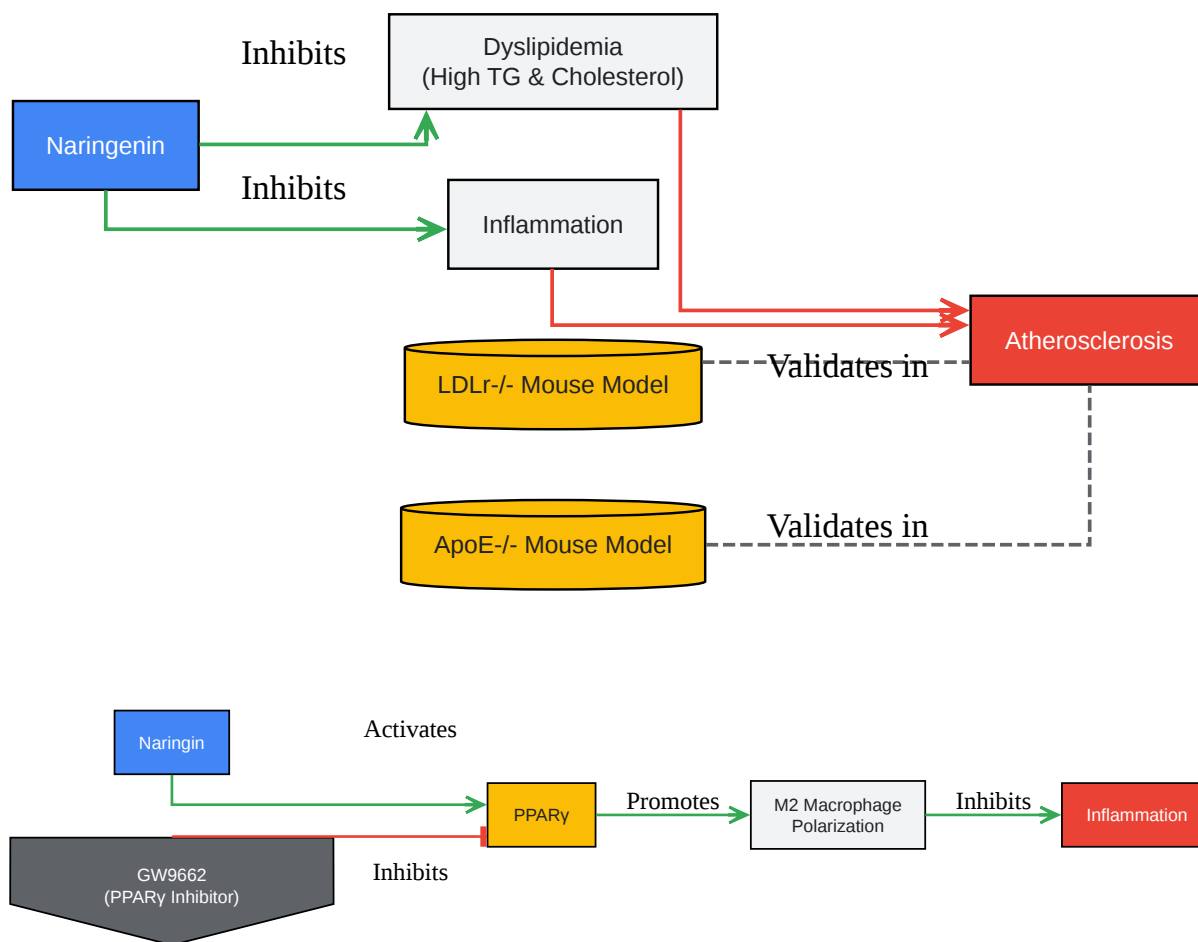 Inhibits
Dyslipidemia
(High TG & Cholesterol)
Naringenin
Inhibits
Inflammation
Atherosclerosis
LDLr-/- Mouse Model
Validates in
ApoE-/- Mouse Model
Validates in
Naringin
Activates
PPARγ
Promotes
M2 Macrophage
Polarization
Inhibits
Inflammation
GW9662
(PPARγ Inhibitor)
Inhibits